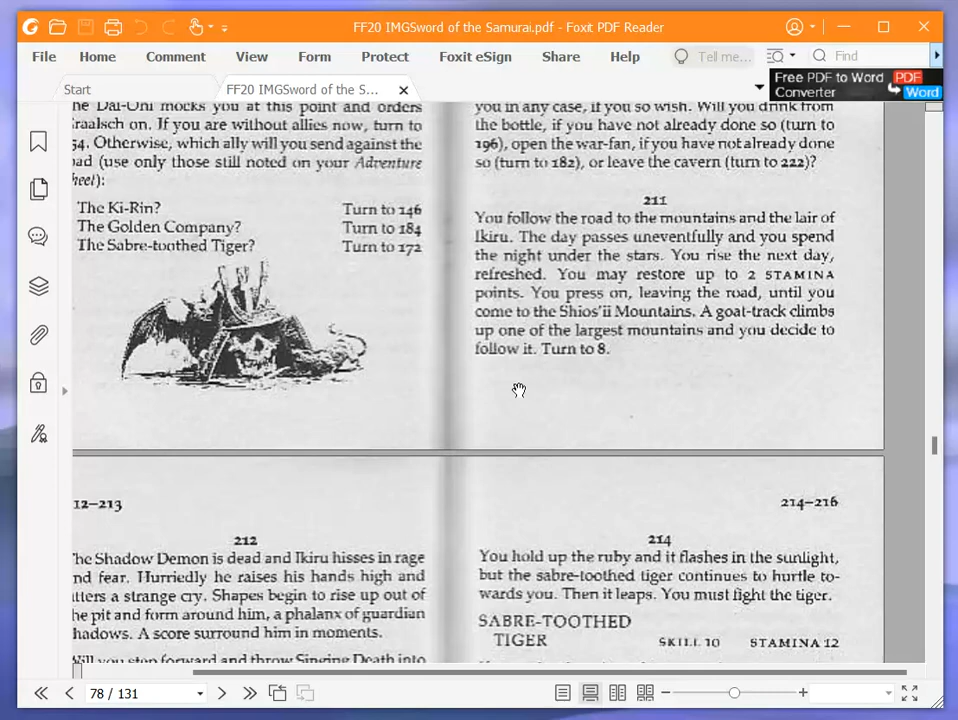 FF20 IMGSword of the Samurai.pdf - Foxit PDF Reader
File Home Comment View Form Protect Foxit eSign Share Help Tell me... Find
Start
FF20 IMGSword of the S...
Free PDF to Word Converter
PDF Word
he Dai-Oni mocks you at this point and orders
raalsch on. If you are without allies now, turn to
54. Otherwise, which ally will you send against the
ad (use only those still noted on your Adventure
heet):
The Ki-Rin? Turn to 146
The Golden Company? Turn to 184
The Sabre-toothed Tiger? Turn to 172
you in any case, if you so wish. Will you drink from
the bottle, if you have not already done so (turn to
196), open the war-fan, if you have not already done
so (turn to 182), or leave the cavern (turn to 222)?
211
You follow the road to the mountains and the lair of
Ikiru. The day passes uneventfully and you spend
the night under the stars. You rise the next day,
refreshed. You may restore up to 2 STAMINA
points. You press on, leaving the road, until you
come to the Shios'ii Mountains. A goat-track climbs
up one of the largest mountains and you decide to
follow it. Turn to 8.
12–213
212
he Shadow Demon is dead and Ikiru hisses in rage
nd fear. Hurriedly he raises his hands high and
tters a strange cry. Shapes begin to rise up out of
he pit and form around him, a phalanx of guardian
hadows. A score surround him in moments.
Will you step forward and throw Singing Death into
214–216
214
You hold up the ruby and it flashes in the sunlight,
but the sabre-toothed tiger continues to hurtle to-
wards you. Then it leaps. You must fight the tiger.
SABRE-TOOTHED
TIGER SKILL 10 STAMINA 12
78 / 131